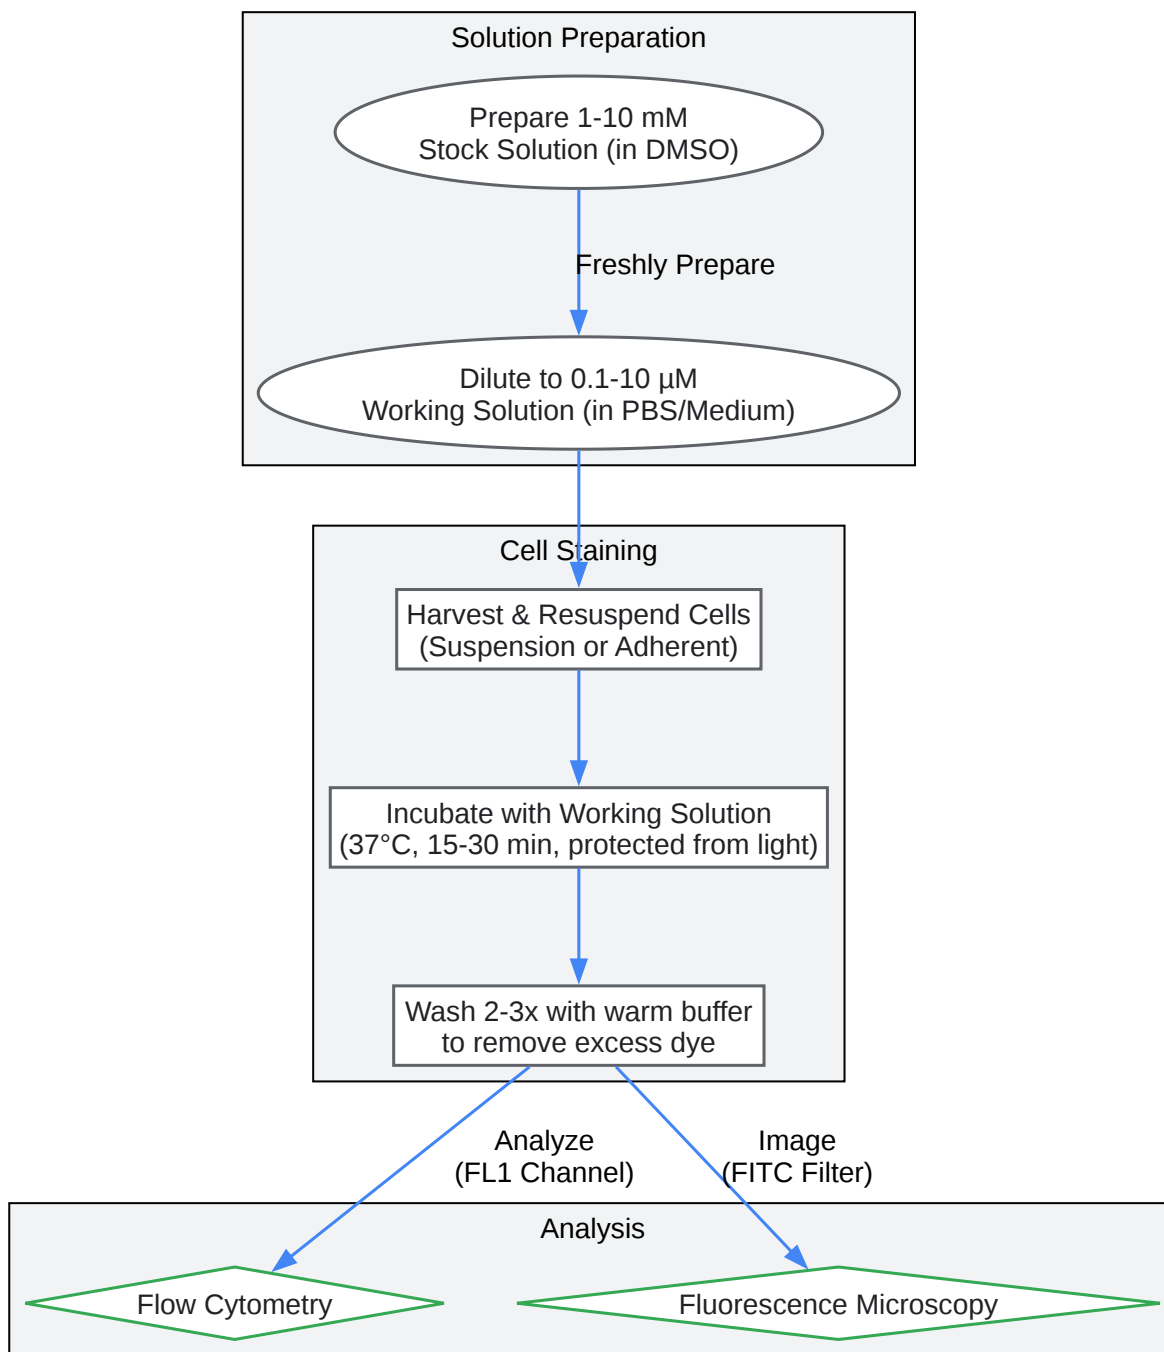 Solution Preparation
Prepare 1-10 mM
Stock Solution (in DMSO)
Freshly Prepare
Dilute to 0.1-10 µM
Working Solution (in PBS/Medium)
Cell Staining
Harvest & Resuspend Cells
(Suspension or Adherent)
Incubate with Working Solution
(37°C, 15-30 min, protected from light)
Wash 2-3x with warm buffer
to remove excess dye
Analyze
(FL1 Channel)
Image
(FITC Filter)
Analysis
Flow Cytometry
Fluorescence Microscopy